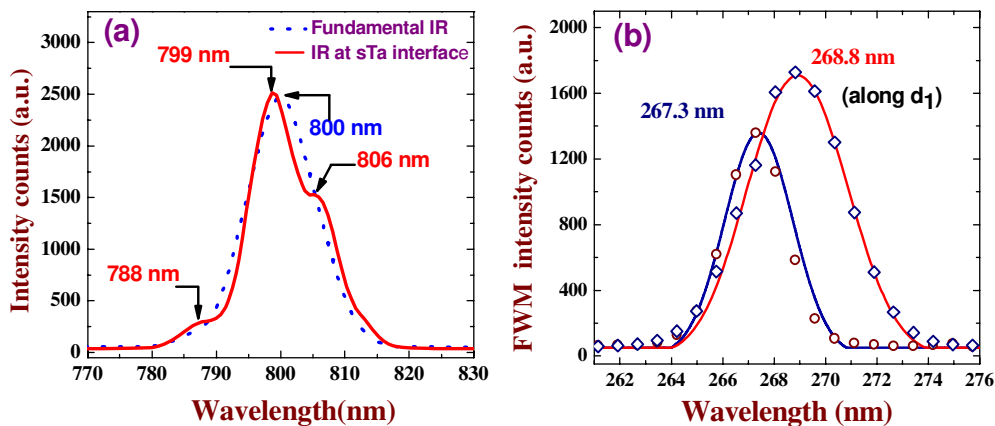 (a)
Fundamental IR
IR at sTa interface
799 nm
800 nm
806 nm
788 nm
Intensity counts (a.u.)
3000
2500
2000
1500
1000
500
0
770 780 790 800 810 820 830
Wavelength(nm)
(b)
268.8 nm
(along d1)
267.3 nm
FWM intensity counts (a.u.)
2000
1600
1200
800
400
0
262 264 266 268 270 272 274 276
Wavelength (nm)